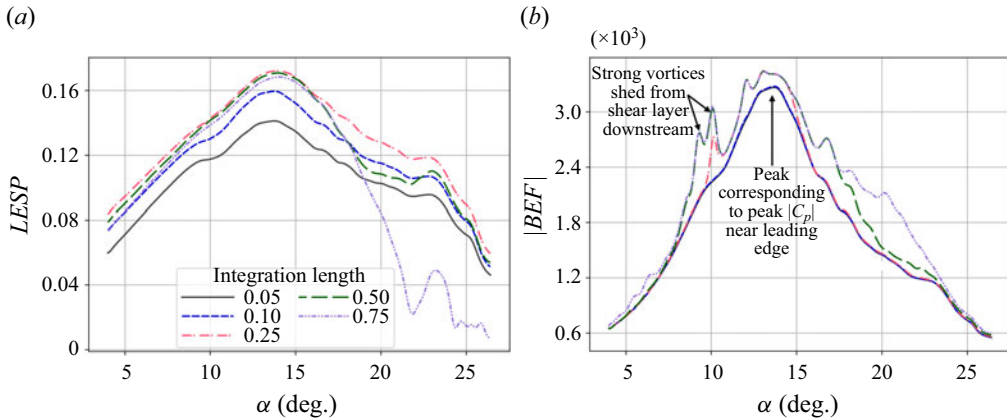 (a)
LESP
0.16
0.12
0.08
0.04
0
5
10
15
20
25
α (deg.)
Integration length
0.05
0.10
0.25
0.50
0.75
(b)
(×10³)
|BEF|
3.0
2.4
1.8
1.2
0.6
5
10
15
20
25
α (deg.)
Strong vortices
shed from
shear layer
downstream
Peak
corresponding
to peak |Cₚ|
near leading
edge